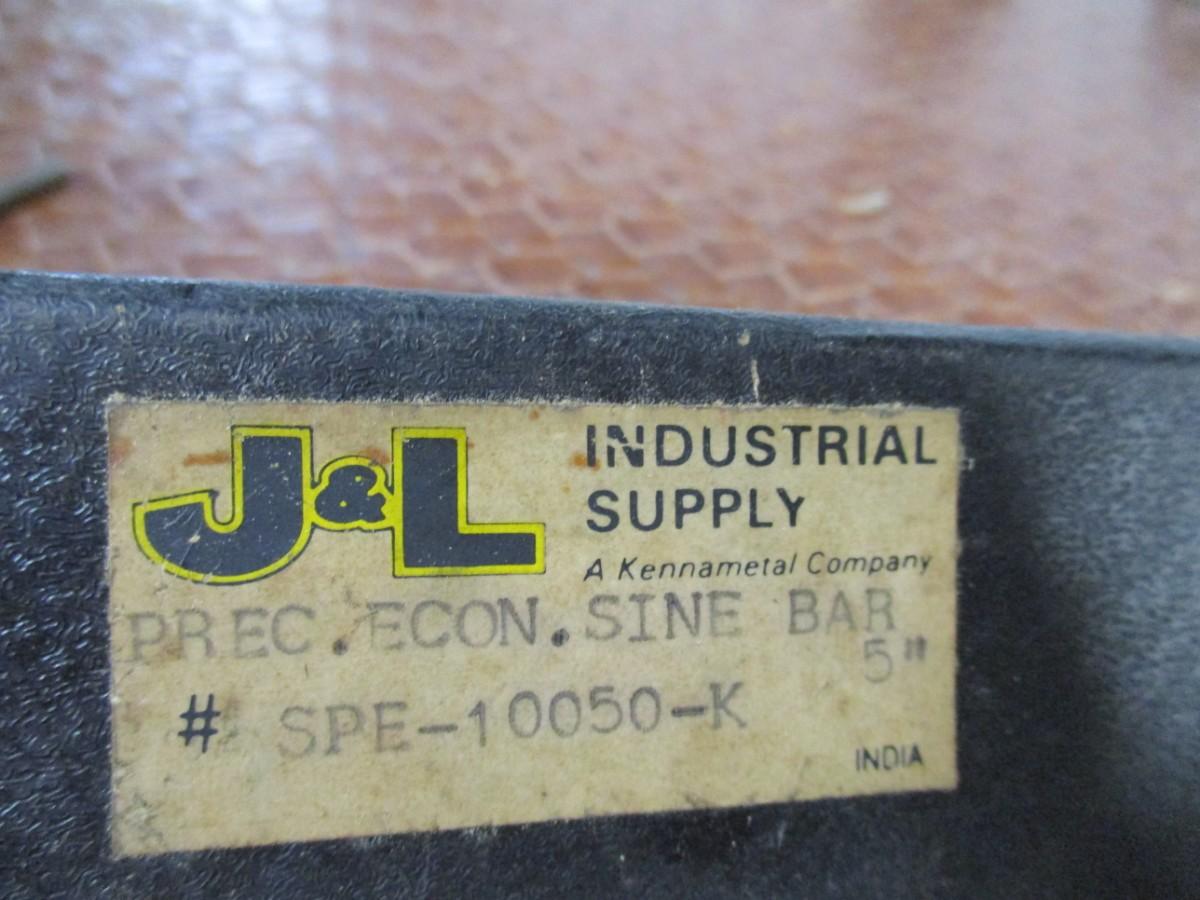 J&L INDUSTRIAL
SUPPLY
A Kennametal Company
PREC.ECON.SINE BAR
5"
# SPE-10050-K
INDIA